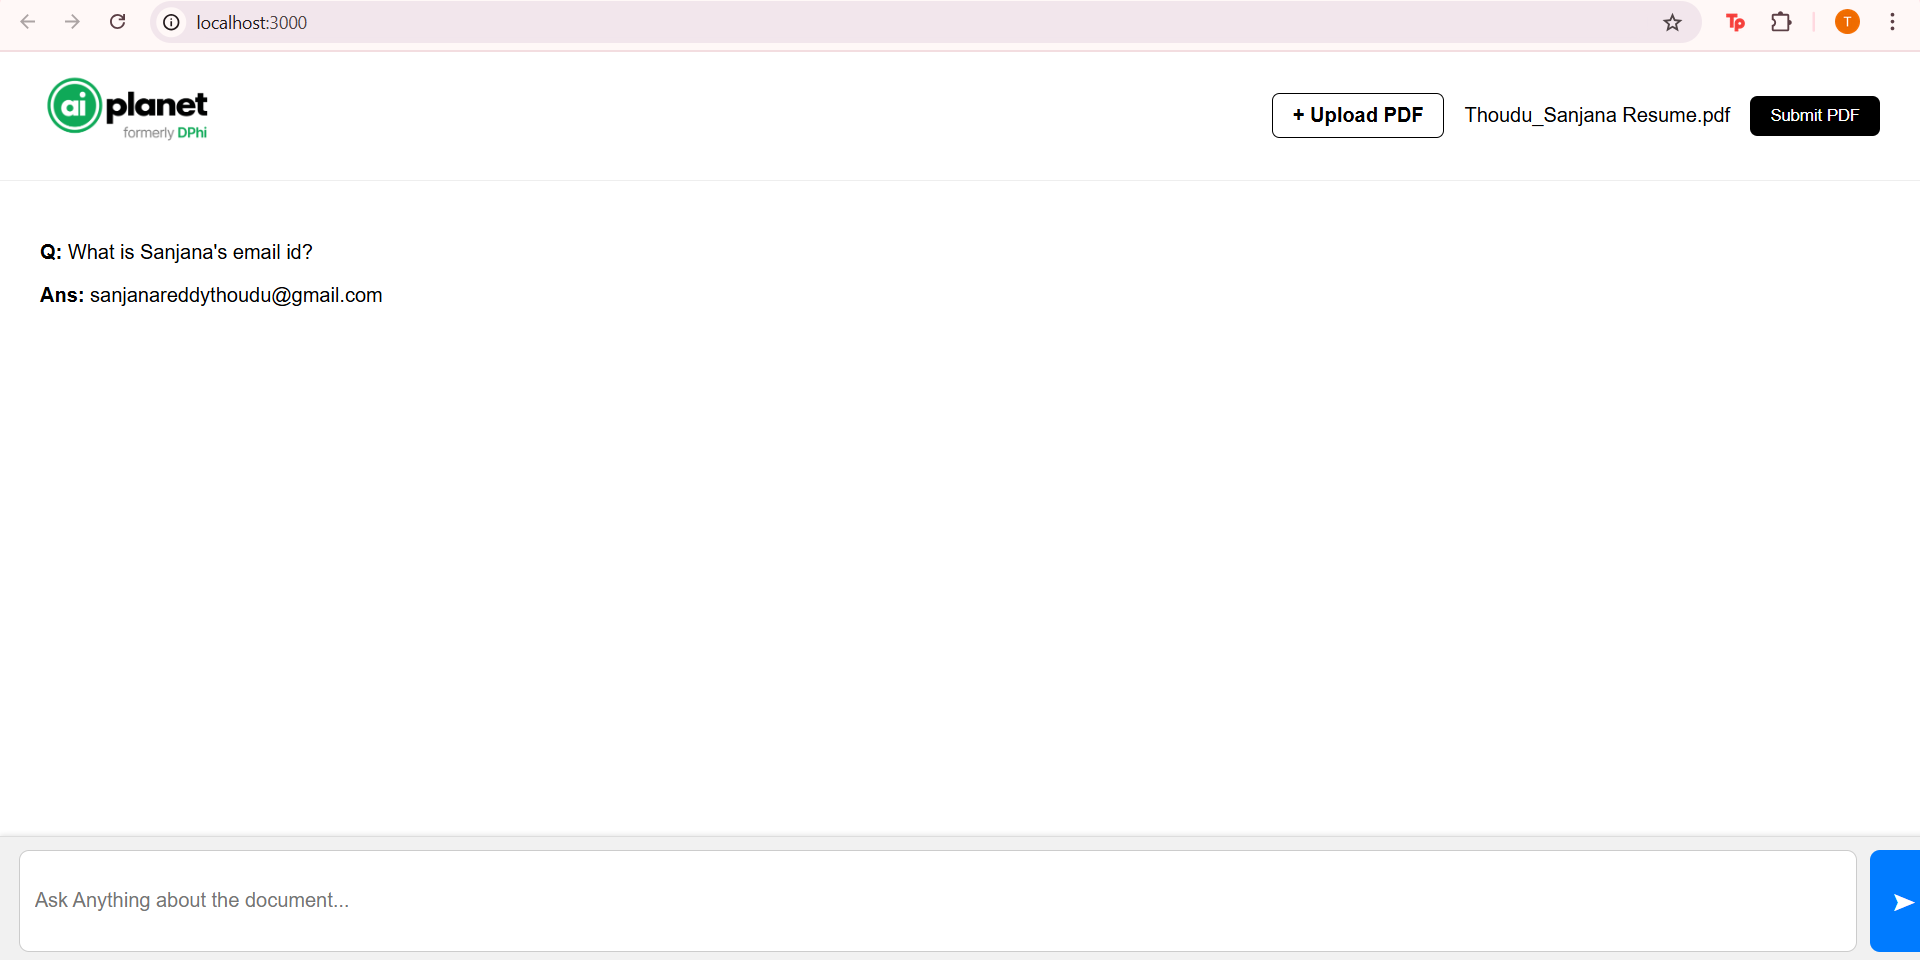 localhost:3000
Tp
T
ai planet
formerly DPhi
+ Upload PDF
Thoudu_Sanjana Resume.pdf
Submit PDF
Q: What is Sanjana's email id?
Ans: sanjanareddythoudu@gmail.com
Ask Anything about the document...